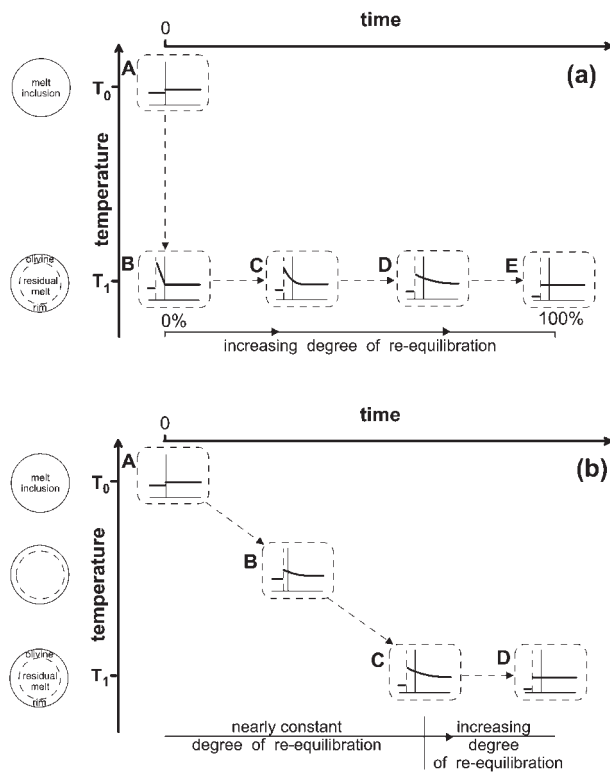 0
time
(a)
A
melt
inclusion
T0
temperature
olivine
residual
melt
rim
T1
B
C
D
E
0%
100%
increasing degree of re-equilibration
0
time
(b)
A
melt
inclusion
T0
B
temperature
olivine
residual
melt
rim
T1
C
D
nearly constant
degree of re-equilibration
increasing
degree
of re-equilibration